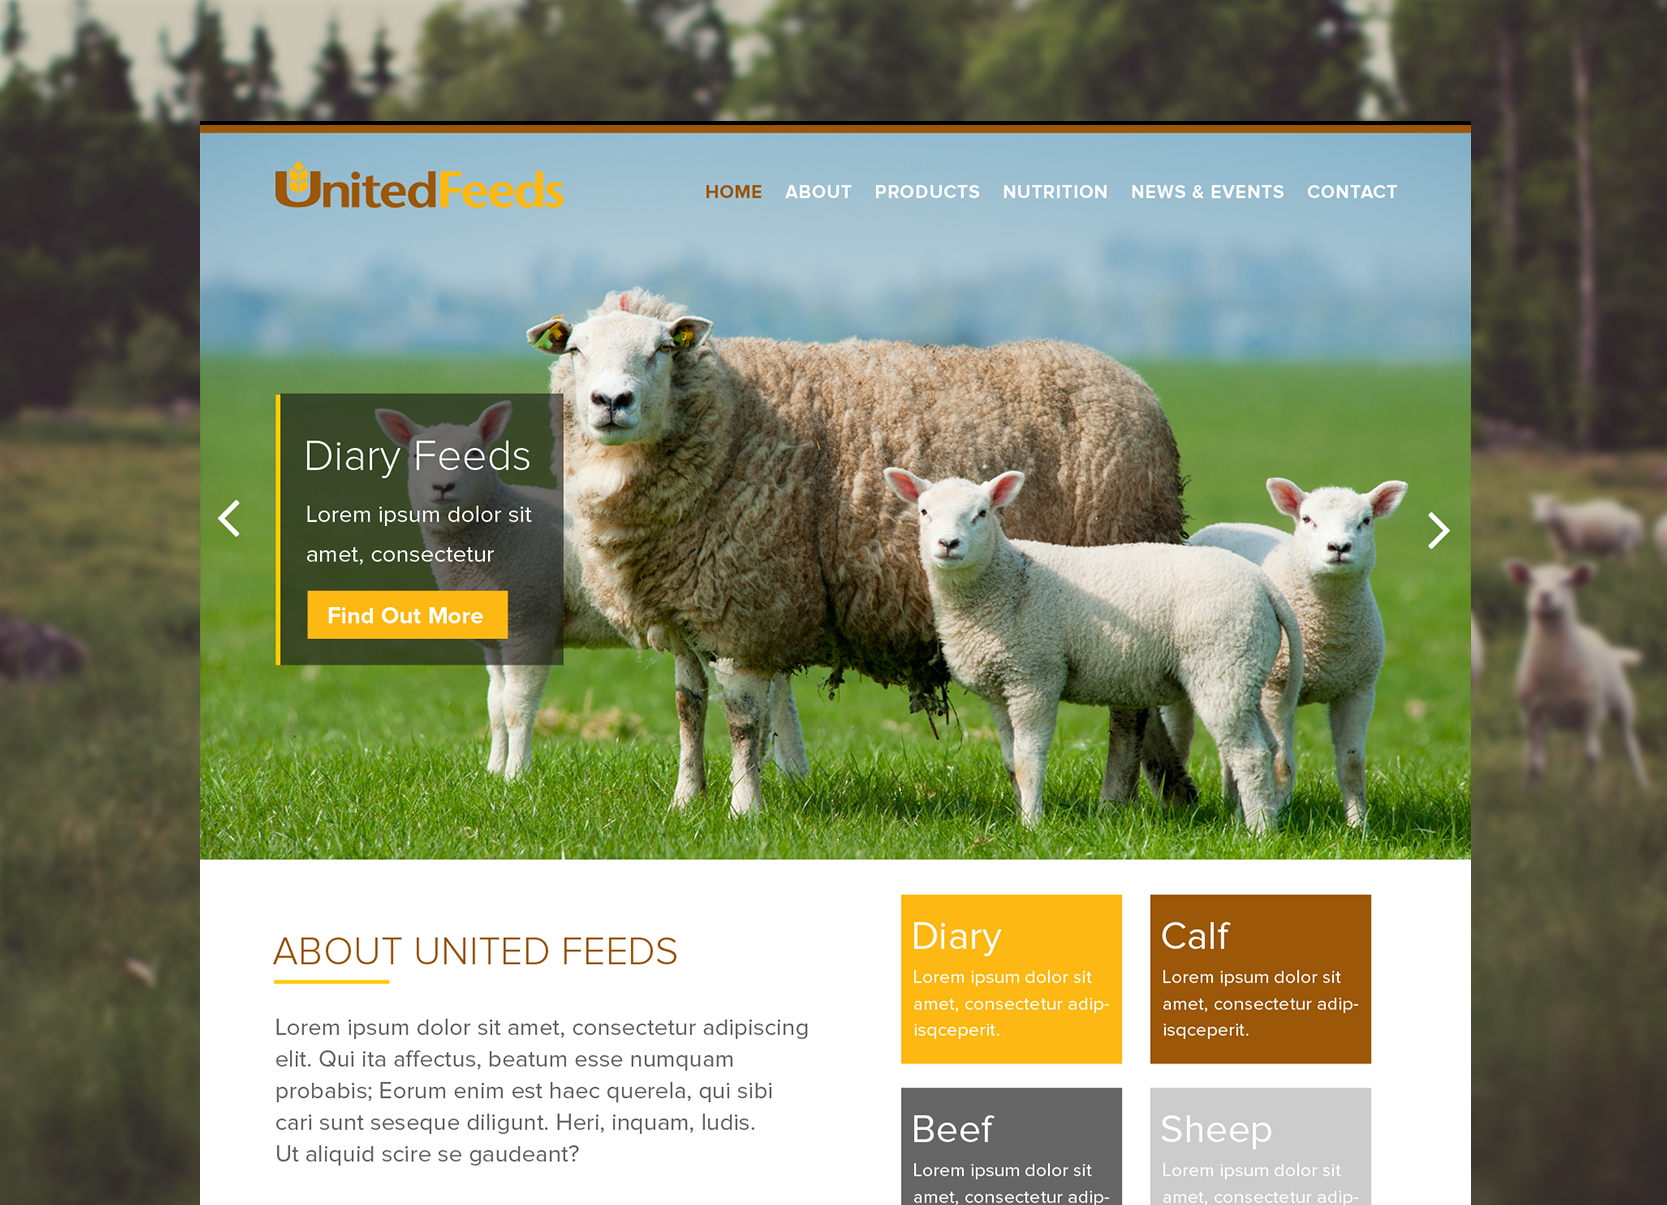 UnitedFeeds
HOME ABOUT PRODUCTS NUTRITION NEWS & EVENTS CONTACT
Diary Feeds
Lorem ipsum dolor sit
amet, consectetur
Find Out More
ABOUT UNITED FEEDS
Lorem ipsum dolor sit amet, consectetur adipiscing
elit. Qui ita affectus, beatum esse numquam
probabis; Eorum enim est haec querela, qui sibi
cari sunt seseque diligunt. Heri, inquam, ludis.
Ut aliquid scire se gaudeant?
Diary
Lorem ipsum dolor sit
amet, consectetur adip-
isqceperit.
Calf
Lorem ipsum dolor sit
amet, consectetur adip-
isqceperit.
Beef
Lorem ipsum dolor sit
amet, consectetur adip-
Sheep
Lorem ipsum dolor sit
amet, consectetur adip-